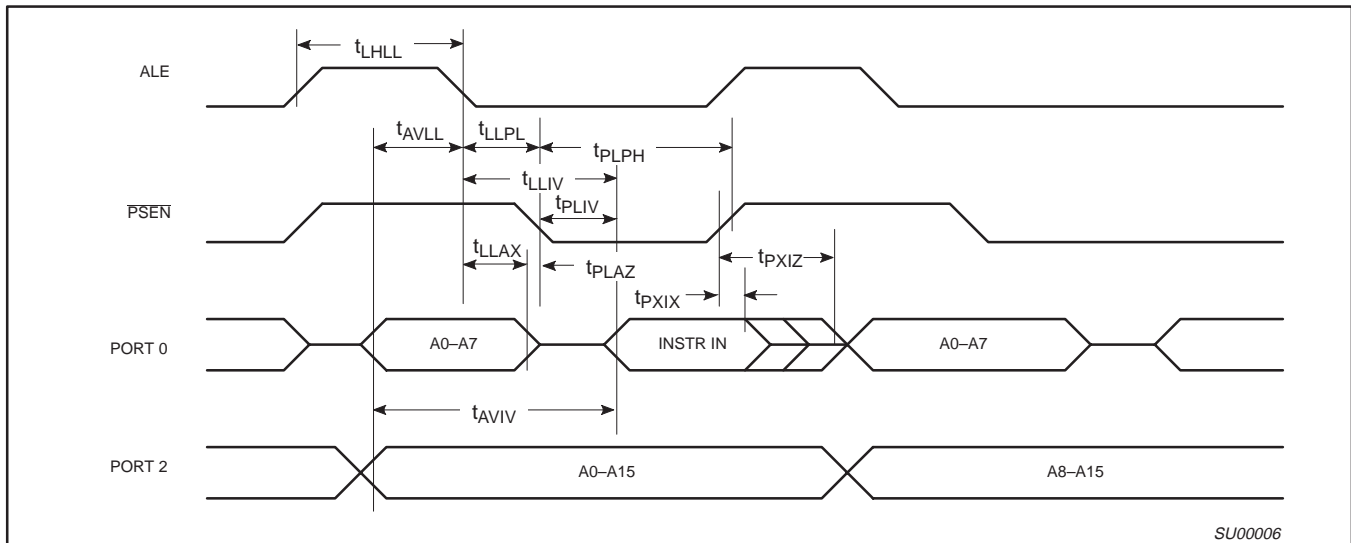 ALE
tLHLL
tAVLL
tLLPL
tPLPH
tLLIV
PSEN
tPLIV
tLLAX
tPLAZ
tPXIZ
tPXIX
PORT 0
A0–A7
INSTR IN
A0–A7
tAVIV
PORT 2
A0–A15
A8–A15
SU00006